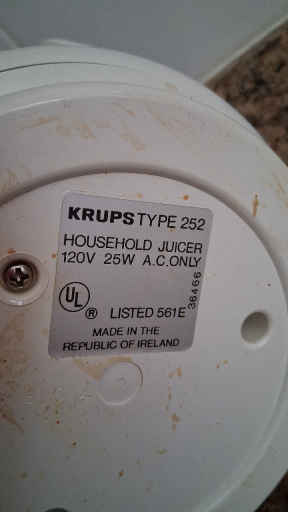 KRUPS TYPE 252
HOUSEHOLD JUICER
120V 25W A.C. ONLY
36466
UL ® LISTED 561E
MADE IN THE
REPUBLIC OF IRELAND